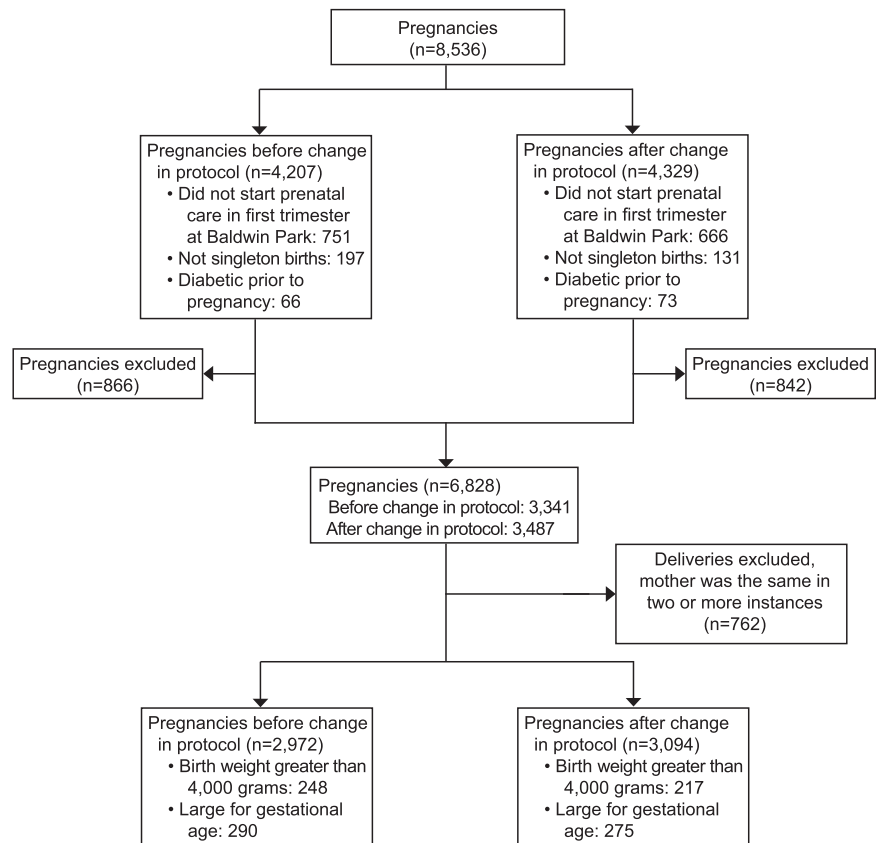 Pregnancies
(n=8,536)
Pregnancies before change
in protocol (n=4,207)
• Did not start prenatal
care in first trimester
at Baldwin Park: 751
• Not singleton births: 197
• Diabetic prior to
pregnancy: 66
Pregnancies after change
in protocol (n=4,329)
• Did not start prenatal
care in first trimester
at Baldwin Park: 666
• Not singleton births: 131
• Diabetic prior to
pregnancy: 73
Pregnancies excluded
(n=866)
Pregnancies excluded
(n=842)
Pregnancies (n=6,828)
Before change in protocol: 3,341
After change in protocol: 3,487
Deliveries excluded,
mother was the same in
two or more instances
(n=762)
Pregnancies before change
in protocol (n=2,972)
• Birth weight greater than
4,000 grams: 248
• Large for gestational
age: 290
Pregnancies after change
in protocol (n=3,094)
• Birth weight greater than
4,000 grams: 217
• Large for gestational
age: 275